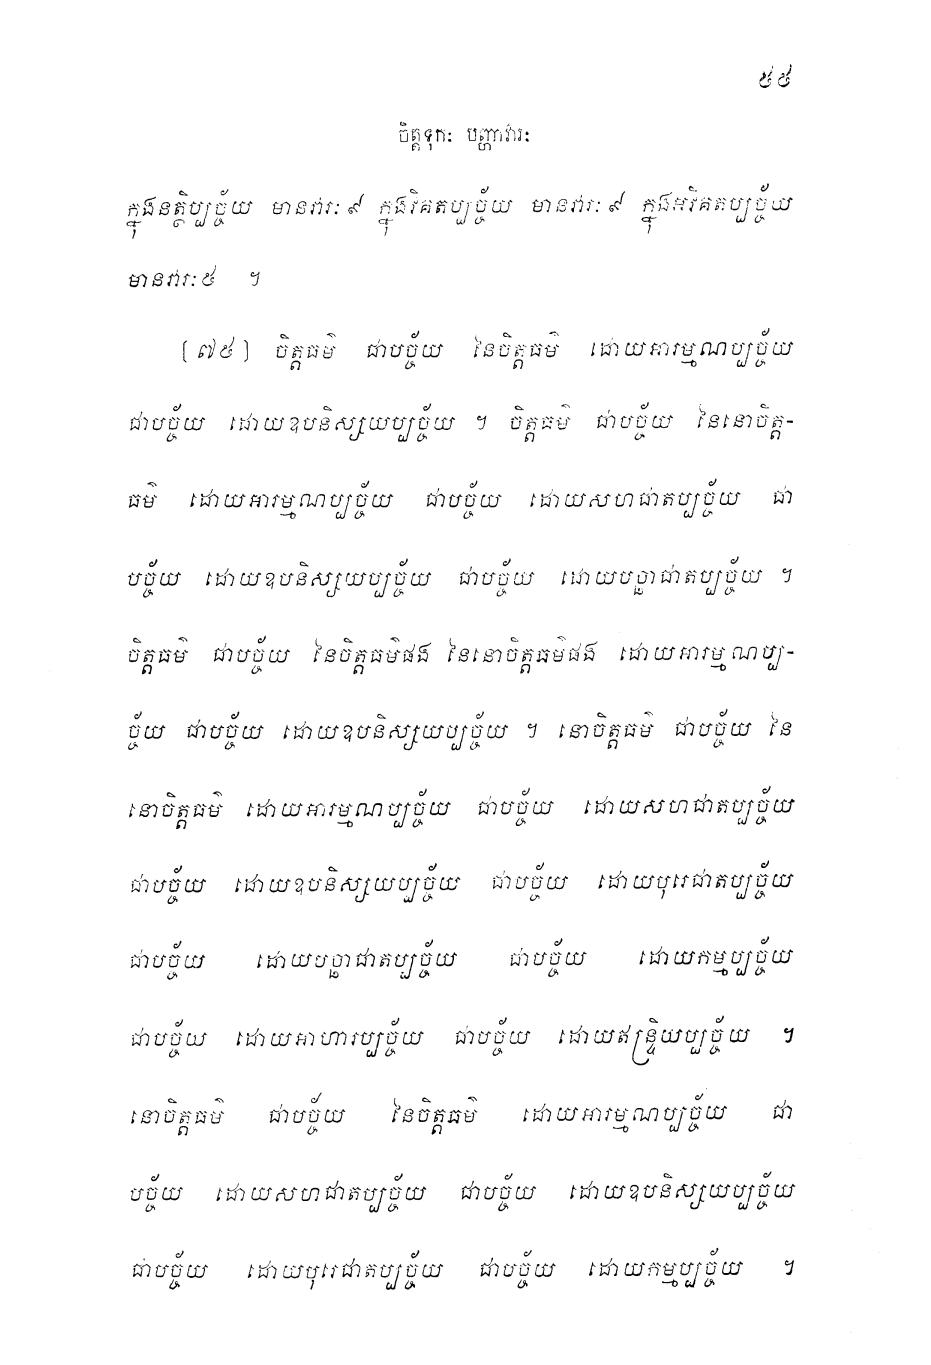 ៥៥
ចិត្តទុកៈ បញ្ហាវារៈ
ក្នុងនត្ថិប្បច្ច័យ មានវារៈ ៩ ក្នុងវិគតប្បច្ច័យ មានវារៈ ៩ ក្នុងអវិគតប្បច្ច័យ
មានវារៈ ៥ ។
[៧៥] ចិត្តធម៌ ជាបច្ច័យ នៃចិត្តធម៌ ដោយអារម្មណប្បច្ច័យ
ជាបច្ច័យ ដោយឧបនិស្សយប្បច្ច័យ ។ ចិត្តធម៌ ជាបច្ច័យ នៃនោចិត្ត-
ធម៌ ដោយអារម្មណប្បច្ច័យ ជាបច្ច័យ ដោយសហជាតប្បច្ច័យ ជា
បច្ច័យ ដោយឧបនិស្សយប្បច្ច័យ ជាបច្ច័យ ដោយបច្ឆាជាតប្បច្ច័យ ។
ចិត្តធម៌ ជាបច្ច័យ នៃចិត្តធម៌ផង នៃនោចិត្តធម៌ផង ដោយអារម្មណប្ប-
ច្ច័យ ជាបច្ច័យ ដោយឧបនិស្សយប្បច្ច័យ ។ នោចិត្តធម៌ ជាបច្ច័យ នៃ
នោចិត្តធម៌ ដោយអារម្មណប្បច្ច័យ ជាបច្ច័យ ដោយសហជាតប្បច្ច័យ
ជាបច្ច័យ ដោយឧបនិស្សយប្បច្ច័យ ជាបច្ច័យ ដោយបុរេជាតប្បច្ច័យ
ជាបច្ច័យ ដោយបច្ឆាជាតប្បច្ច័យ ជាបច្ច័យ ដោយកម្មប្បច្ច័យ
ជាបច្ច័យ ដោយអាហារប្បច្ច័យ ជាបច្ច័យ ដោយឥន្ទ្រិយប្បច្ច័យ ។
នោចិត្តធម៌ ជាបច្ច័យ នៃចិត្តធម៌ ដោយអារម្មណប្បច្ច័យ ជា
បច្ច័យ ដោយសហជាតប្បច្ច័យ ជាបច្ច័យ ដោយឧបនិស្សយប្បច្ច័យ
ជាបច្ច័យ ដោយបុរេជាតប្បច្ច័យ ជាបច្ច័យ ដោយកម្មប្បច្ច័យ ។